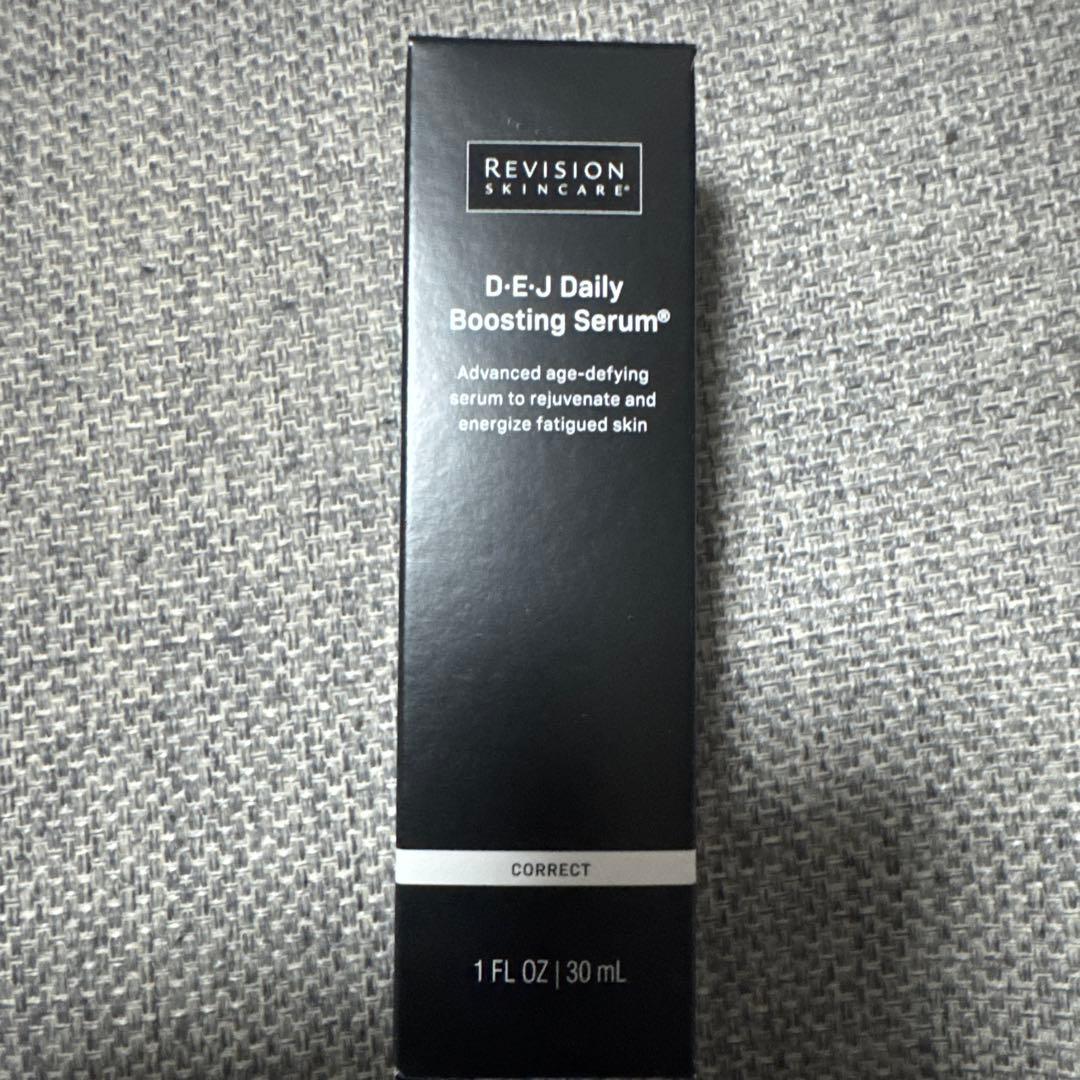 REVISION
SKINCARE®
D·E·J Daily
Boosting Serum®
Advanced age-defying
serum to rejuvenate and
energize fatigued skin
CORRECT
1 FL OZ | 30 mL